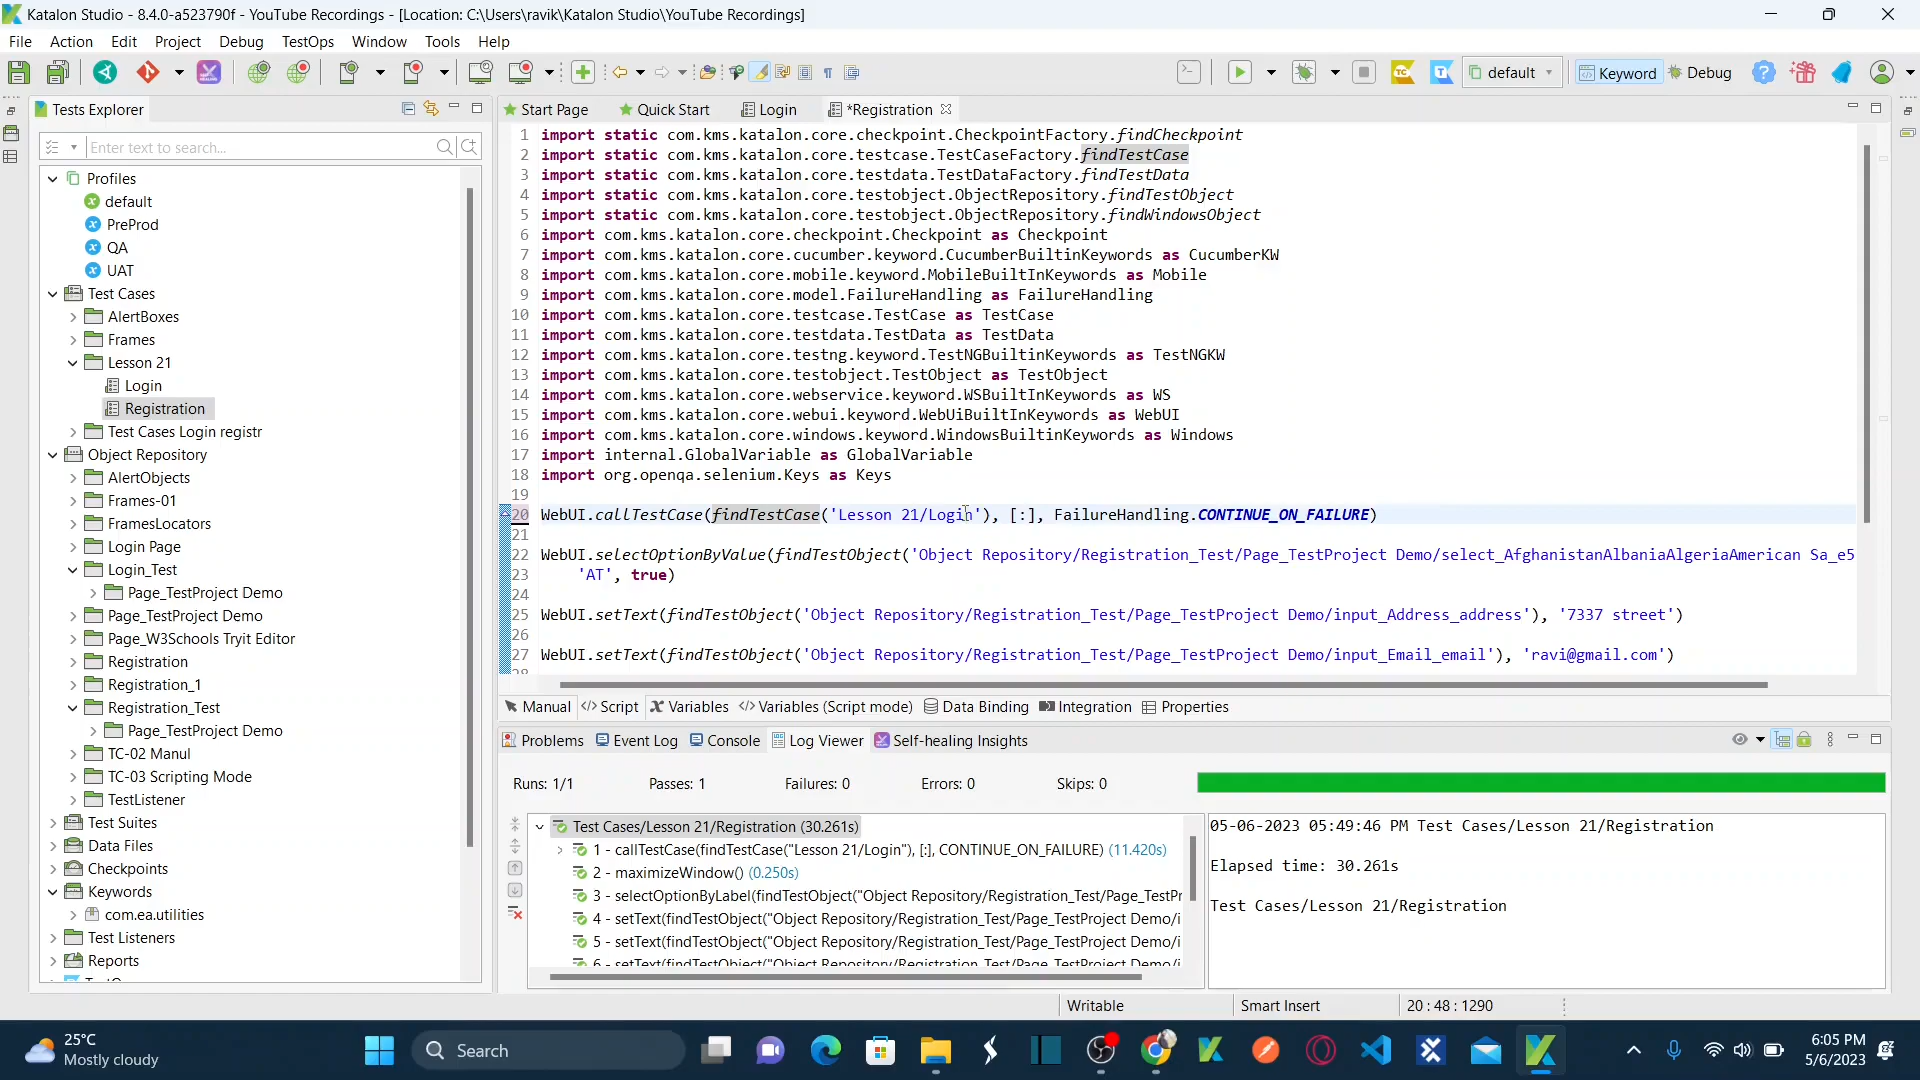 Katalon Studio - 8.4.0-a523790f - YouTube Recordings - [Location: C:\Users\ravik\Katalon Studio\YouTube Recordings]
File Action Edit Project Debug TestOps Window Tools Help
default Keyword Debug
Tests Explorer
Start Page Quick Start Login *Registration
Enter text to search...
Profiles
default
PreProd
QA
UAT
Test Cases
AlertBoxes
Frames
Lesson 21
Login
Registration
Test Cases Login registr
Object Repository
AlertObjects
Frames-01
FramesLocators
Login Page
Login_Test
Page_TestProject Demo
Page_TestProject Demo
Page_W3Schools Tryit Editor
Registration
Registration_1
Registration_Test
Page_TestProject Demo
TC-02 Manul
TC-03 Scripting Mode
TestListener
Test Suites
Data Files
Checkpoints
Keywords
com.ea.utilities
Test Listeners
Reports
1 import static com.kms.katalon.core.checkpoint.CheckpointFactory.findCheckpoint
2 import static com.kms.katalon.core.testcase.TestCaseFactory.findTestCase
3 import static com.kms.katalon.core.testdata.TestDataFactory.findTestData
4 import static com.kms.katalon.core.testobject.ObjectRepository.findTestObject
5 import static com.kms.katalon.core.testobject.ObjectRepository.findWindowsObject
6 import com.kms.katalon.core.checkpoint.Checkpoint as Checkpoint
7 import com.kms.katalon.core.cucumber.keyword.CucumberBuiltinKeywords as CucumberKW
8 import com.kms.katalon.core.mobile.keyword.MobileBuiltInKeywords as Mobile
9 import com.kms.katalon.core.model.FailureHandling as FailureHandling
10 import com.kms.katalon.core.testcase.TestCase as TestCase
11 import com.kms.katalon.core.testdata.TestData as TestData
12 import com.kms.katalon.core.testng.keyword.TestNGBuiltinKeywords as TestNGKW
13 import com.kms.katalon.core.testobject.TestObject as TestObject
14 import com.kms.katalon.core.webservice.keyword.WSBuiltInKeywords as WS
15 import com.kms.katalon.core.webui.keyword.WebUiBuiltInKeywords as WebUI
16 import com.kms.katalon.core.windows.keyword.WindowsBuiltinKeywords as Windows
17 import internal.GlobalVariable as GlobalVariable
18 import org.openqa.selenium.Keys as Keys
19
20 WebUI.callTestCase(findTestCase('Lesson 21/Login'), [:], FailureHandling.CONTINUE_ON_FAILURE)
21
22 WebUI.selectOptionByValue(findTestObject('Object Repository/Registration_Test/Page_TestProject Demo/select_AfghanistanAlbaniaAlgeriaAmerican Sa_e5
23 'AT', true)
24
25 WebUI.setText(findTestObject('Object Repository/Registration_Test/Page_TestProject Demo/input_Address_address'), '7337 street')
26
27 WebUI.setText(findTestObject('Object Repository/Registration_Test/Page_TestProject Demo/input_Email_email'), 'ravi@gmail.com')
28
Manual Script Variables Variables (Script mode) Data Binding Integration Properties
Problems Event Log Console Log Viewer Self-healing Insights
Runs: 1/1 Passes: 1 Failures: 0 Errors: 0 Skips: 0
Test Cases/Lesson 21/Registration (30.261s)
1 - callTestCase(findTestCase("Lesson 21/Login"), [:], CONTINUE_ON_FAILURE) (11.420s)
2 - maximizeWindow() (0.250s)
3 - selectOptionByLabel(findTestObject("Object Repository/Registration_Test/Page_TestPr
4 - setText(findTestObject("Object Repository/Registration_Test/Page_TestProject Demo/i
5 - setText(findTestObject("Object Repository/Registration_Test/Page_TestProject Demo/i
6 - setText(findTestObject("Object Repository/Registration_Test/Page_TestProject Demo/i
05-06-2023 05:49:46 PM Test Cases/Lesson 21/Registration
Elapsed time: 30.261s
Test Cases/Lesson 21/Registration
Writable Smart Insert 20 : 48 : 1290
25°C
Mostly cloudy
Search
6:05 PM
5/6/2023